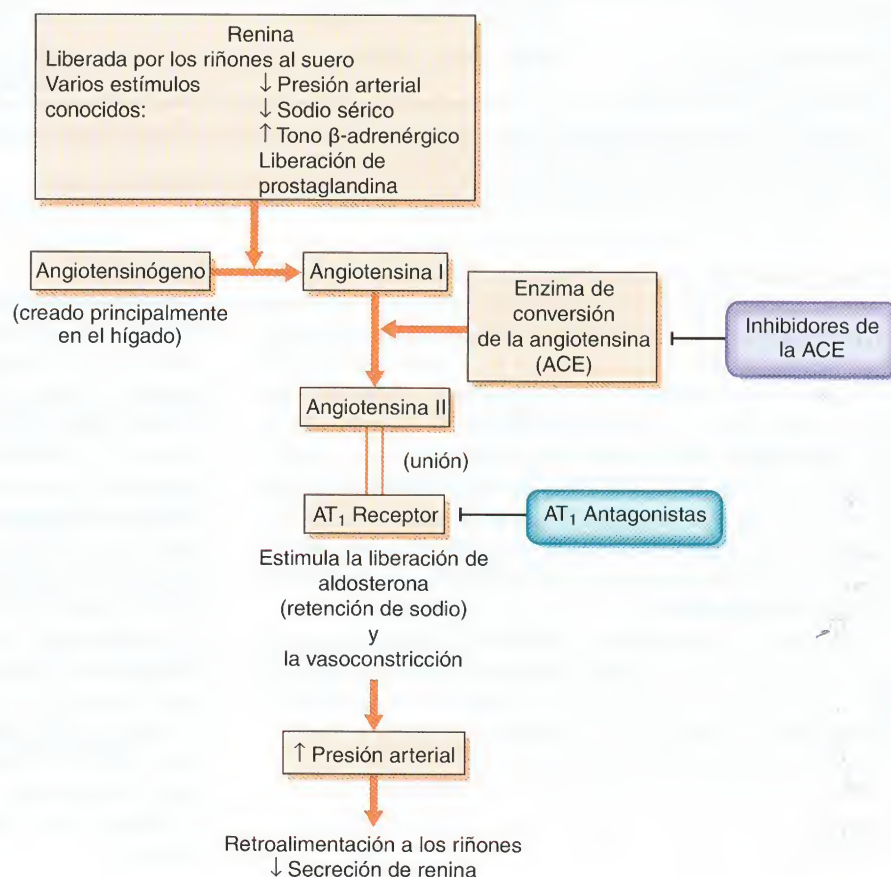 Renina
Liberada por los riñones al suero
Varios estímulos ↓ Presión arterial
conocidos: ↓ Sodio sérico
↑ Tono β-adrenérgico
Liberación de
prostaglandina
Angiotensinógeno
(creado principalmente
en el hígado)
Angiotensina I
Enzima de
conversión
de la angiotensina
(ACE)
Inhibidores de
la ACE
Angiotensina II
(unión)
AT₁ Receptor
AT₁ Antagonistas
Estimula la liberación de
aldosterona
(retención de sodio)
y
la vasoconstricción
↑ Presión arterial
Retroalimentación a los riñones
↓ Secreción de renina